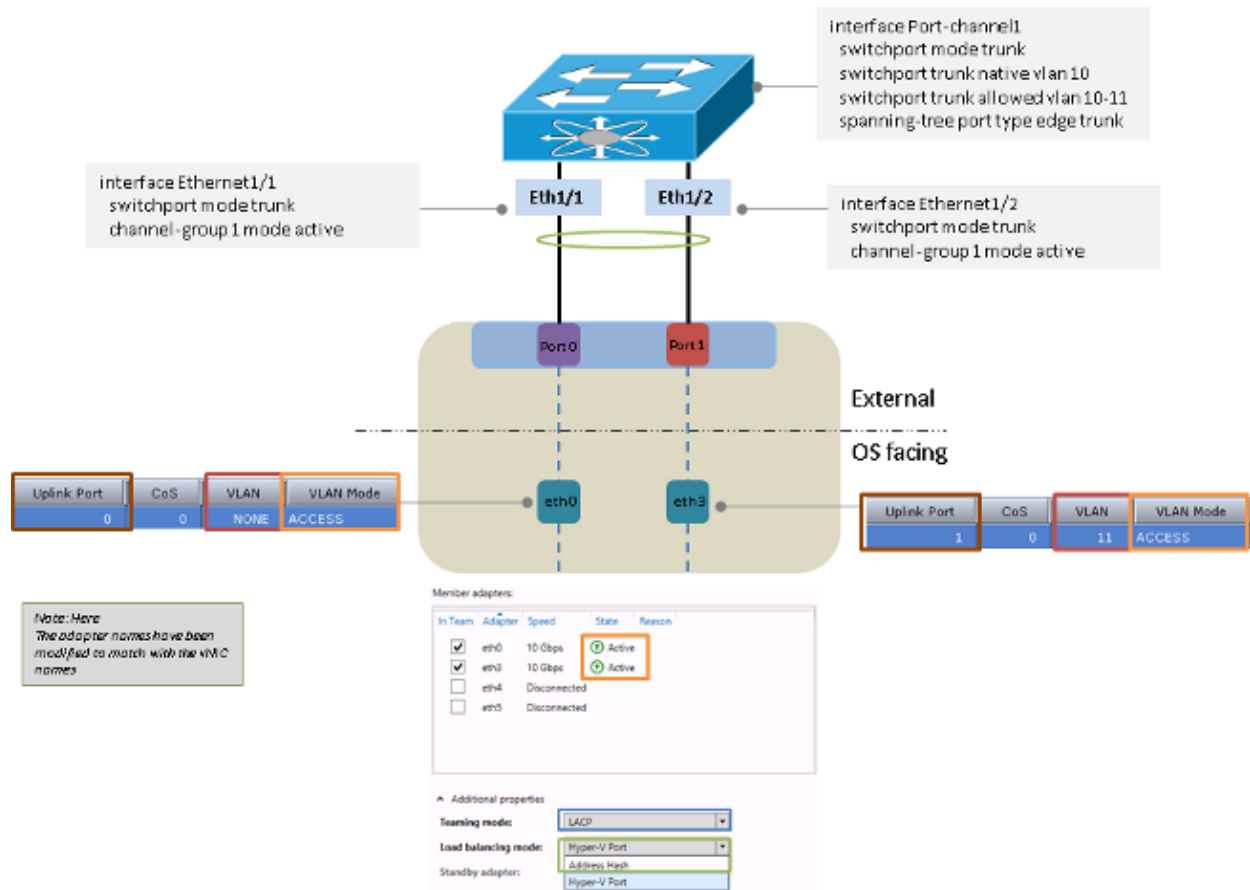 interface Port-channel1
switchport mode trunk
switchport trunk native vlan 10
switchport trunk allowed vlan 10-11
spanning-tree port type edge trunk
interface Ethernet1/1
switchport mode trunk
channel-group 1 mode active
Eth1/1
Eth1/2
interface Ethernet1/2
switchport mode trunk
channel-group 1 mode active
Port 0
Port 1
External
OS facing
Uplink Port CoS VLAN VLAN Mode
0 0 NONE ACCESS
eth0
eth3
Uplink Port CoS VLAN VLAN Mode
1 0 11 ACCESS
Note: Here
The adapter names have been
modified to match with the vNIC
names
Member adapters:
In Team Adapter Speed State Reason
eth0 10 Gbps Active
eth3 10 Gbps Active
eth4 Disconnected
eth5 Disconnected
Additional properties
Teaming mode: LACP
Load balancing mode: Hyper-V Port
Address Hash
Standby adapter:
Hyper-V Port